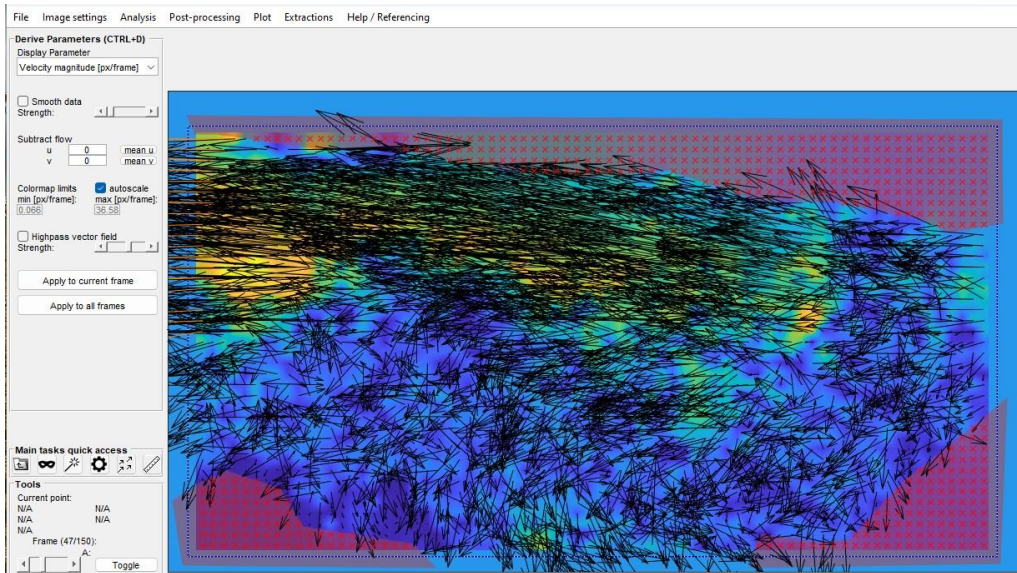 File Image settings Analysis Post-processing Plot Extractions Help / Referencing
Derive Parameters (CTRL+D)
Display Parameter
Velocity magnitude [px/frame]
Smooth data
Strength:
Subtract flow
u 0 mean u
v 0 mean v
Colormap limits autoscale
min [px/frame]: max [px/frame]:
0.066 36.58
Highpass vector field
Strength:
Apply to current frame
Apply to all frames
Main tasks quick access
Tools
Current point:
N/A N/A
N/A N/A
N/A
Frame (47/150):
A:
Toggle